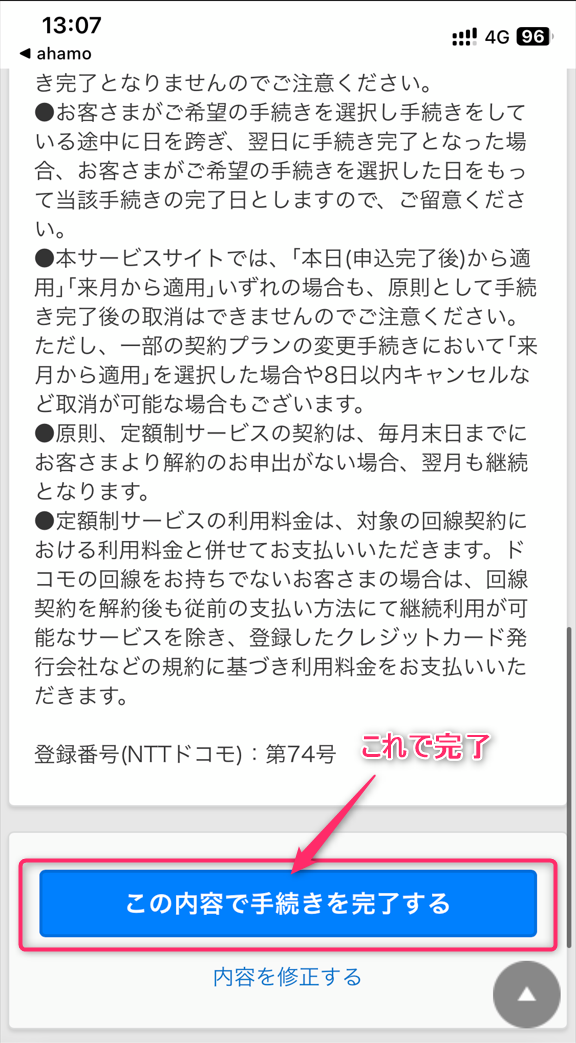 13:07
4G 96
◀ ahamo
き完了となりませんのでご注意ください。
●お客さまがご希望の手続きを選択し手続きをして
いる途中に日を跨ぎ、翌日に手続き完了となった場
合、お客さまがご希望の手続きを選択した日をもっ
て当該手続きの完了日としますので、ご留意くださ
い。
●本サービスサイトでは、「本日(申込完了後)から適
用」「来月から適用」いずれの場合も、原則として手続
き完了後の取消はできませんのでご注意ください。
ただし、一部の契約プランの変更手続きにおいて「来
月から適用」を選択した場合や8日以内キャンセルな
ど取消が可能な場合もございます。
●原則、定額制サービスの契約は、毎月末日までに
お客さまより解約のお申出がない場合、翌月も継続
となります。
●定額制サービスの利用料金は、対象の回線契約に
おける利用料金と併せてお支払いいただきます。ド
コモの回線をお持ちでないお客さまの場合は、回線
契約を解約後も従前の支払い方法にて継続利用が可
能なサービスを除き、登録したクレジットカード発
行会社などの規約に基づき利用料金をお支払いいた
だきます。
登録番号(NTTドコモ)：第74号
これで完了
この内容で手続きを完了する
内容を修正する